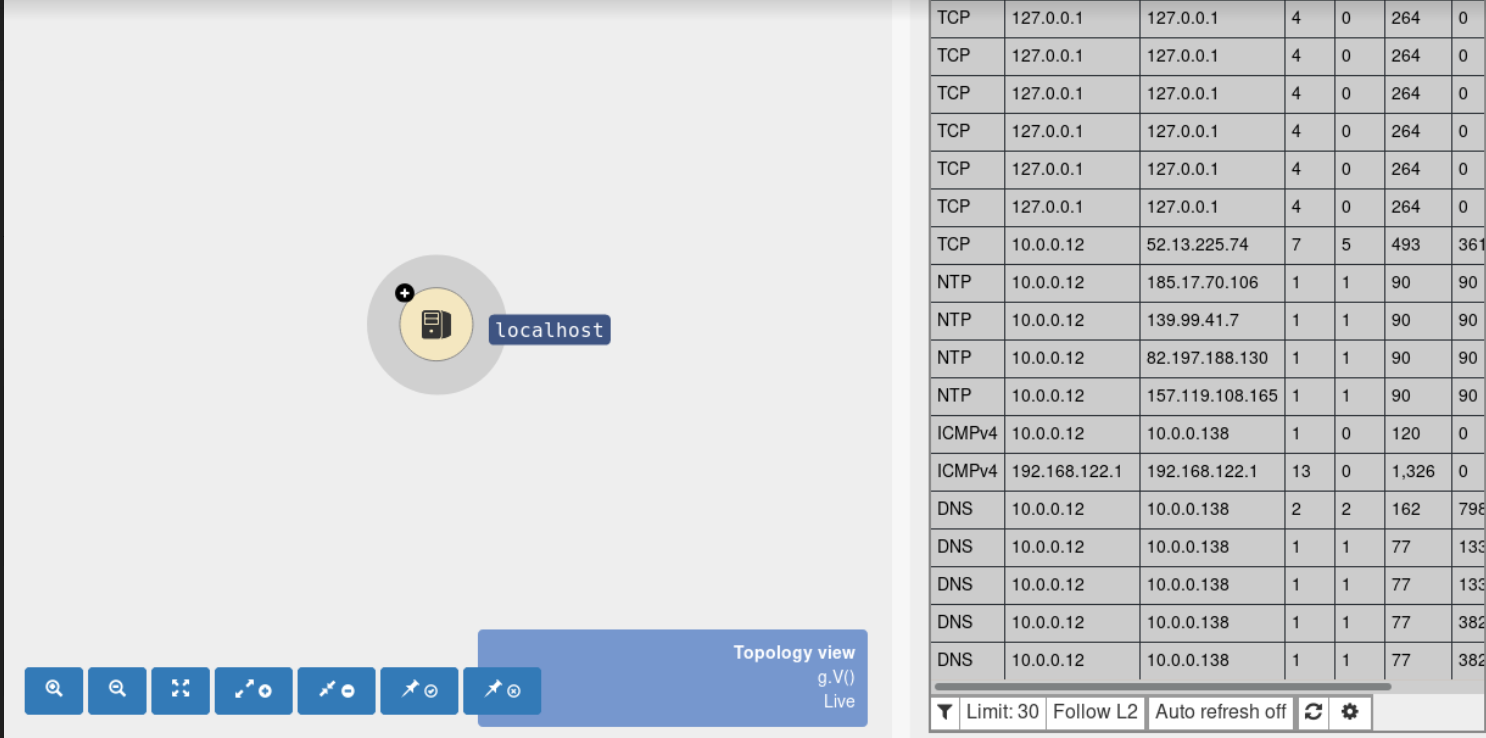 localhost
Topology view
g.V()
Live
TCP 127.0.0.1 127.0.0.1 4 0 264 0
TCP 127.0.0.1 127.0.0.1 4 0 264 0
TCP 127.0.0.1 127.0.0.1 4 0 264 0
TCP 127.0.0.1 127.0.0.1 4 0 264 0
TCP 127.0.0.1 127.0.0.1 4 0 264 0
TCP 127.0.0.1 127.0.0.1 4 0 264 0
TCP 10.0.0.12 52.13.225.74 7 5 493 361
NTP 10.0.0.12 185.17.70.106 1 1 90 90
NTP 10.0.0.12 139.99.41.7 1 1 90 90
NTP 10.0.0.12 82.197.188.130 1 1 90 90
NTP 10.0.0.12 157.119.108.165 1 1 90 90
ICMPv4 10.0.0.12 10.0.0.138 1 0 120 0
ICMPv4 192.168.122.1 192.168.122.1 13 0 1,326 0
DNS 10.0.0.12 10.0.0.138 2 2 162 798
DNS 10.0.0.12 10.0.0.138 1 1 77 133
DNS 10.0.0.12 10.0.0.138 1 1 77 133
DNS 10.0.0.12 10.0.0.138 1 1 77 382
DNS 10.0.0.12 10.0.0.138 1 1 77 382
Limit: 30 Follow L2 Auto refresh off